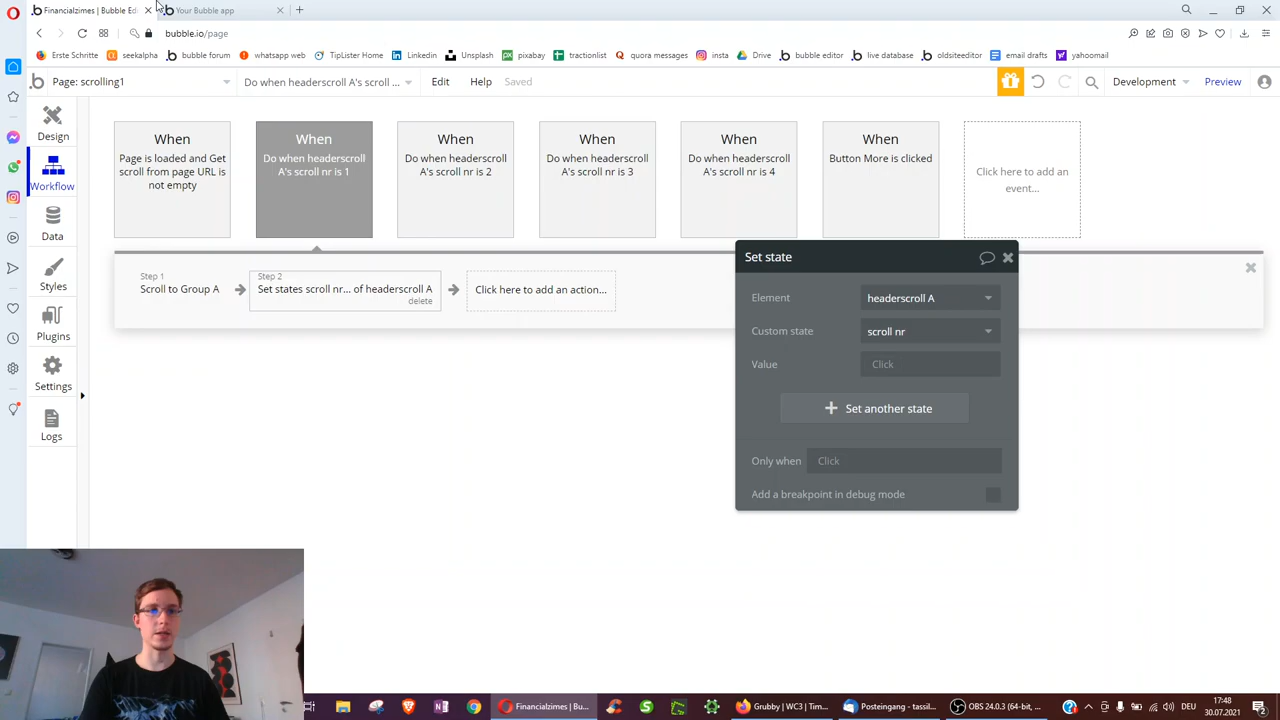 Financialzimes | Bubble Edi
Your Bubble app
bubble.io/page
Erste Schritte
seekalpha
bubble forum
whatsapp web
TipLister Home
Linkedin
Unsplash
pixabay
tractionlist
quora messages
insta
Drive
bubble editor
live database
oldsiteeditor
email drafts
yahoomail
Page: scrolling1
Do when headerscroll A's scroll ...
Edit
Help
Saved
Development
Preview
Design
Workflow
Data
Styles
Plugins
Settings
Logs
When
Page is loaded and Get
scroll from page URL is
not empty
When
Do when headerscroll
A's scroll nr is 1
When
Do when headerscroll
A's scroll nr is 2
When
Do when headerscroll
A's scroll nr is 3
When
Do when headerscroll
A's scroll nr is 4
When
Button More is clicked
Click here to add an
event...
Step 1
Scroll to Group A
Step 2
Set states scroll nr... of headerscroll A
delete
Click here to add an action...
Set state
Element
headerscroll A
Custom state
scroll nr
Value
Click
Set another state
Only when
Click
Add a breakpoint in debug mode
Financialzimes | Bu...
Grubby | WC3 | Tim...
Posteingang - tassil...
OBS 24.0.3 (64-bit, ...
DEU
17:48
30.07.2021